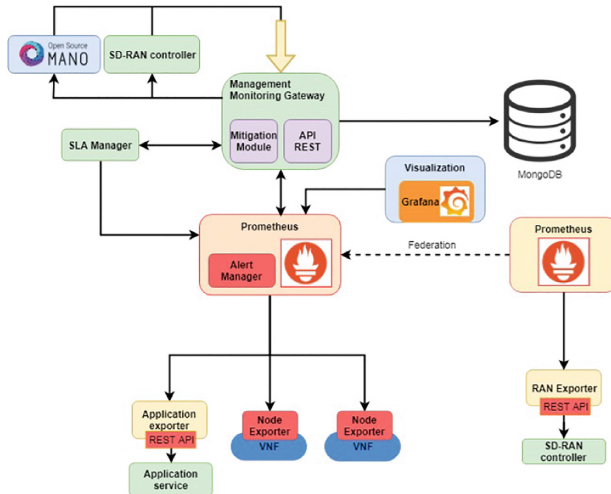 Open Source
MANO
SD-RAN controller
Management
Monitoring Gateway
Mitigation
Module
API
REST
SLA Manager
MongoDB
Visualization
Grafana
Prometheus
Alert
Manager
Federation
Prometheus
Application
exporter
REST API
Application
service
Node
Exporter
VNF
Node
Exporter
VNF
RAN Exporter
REST API
SD-RAN
controller